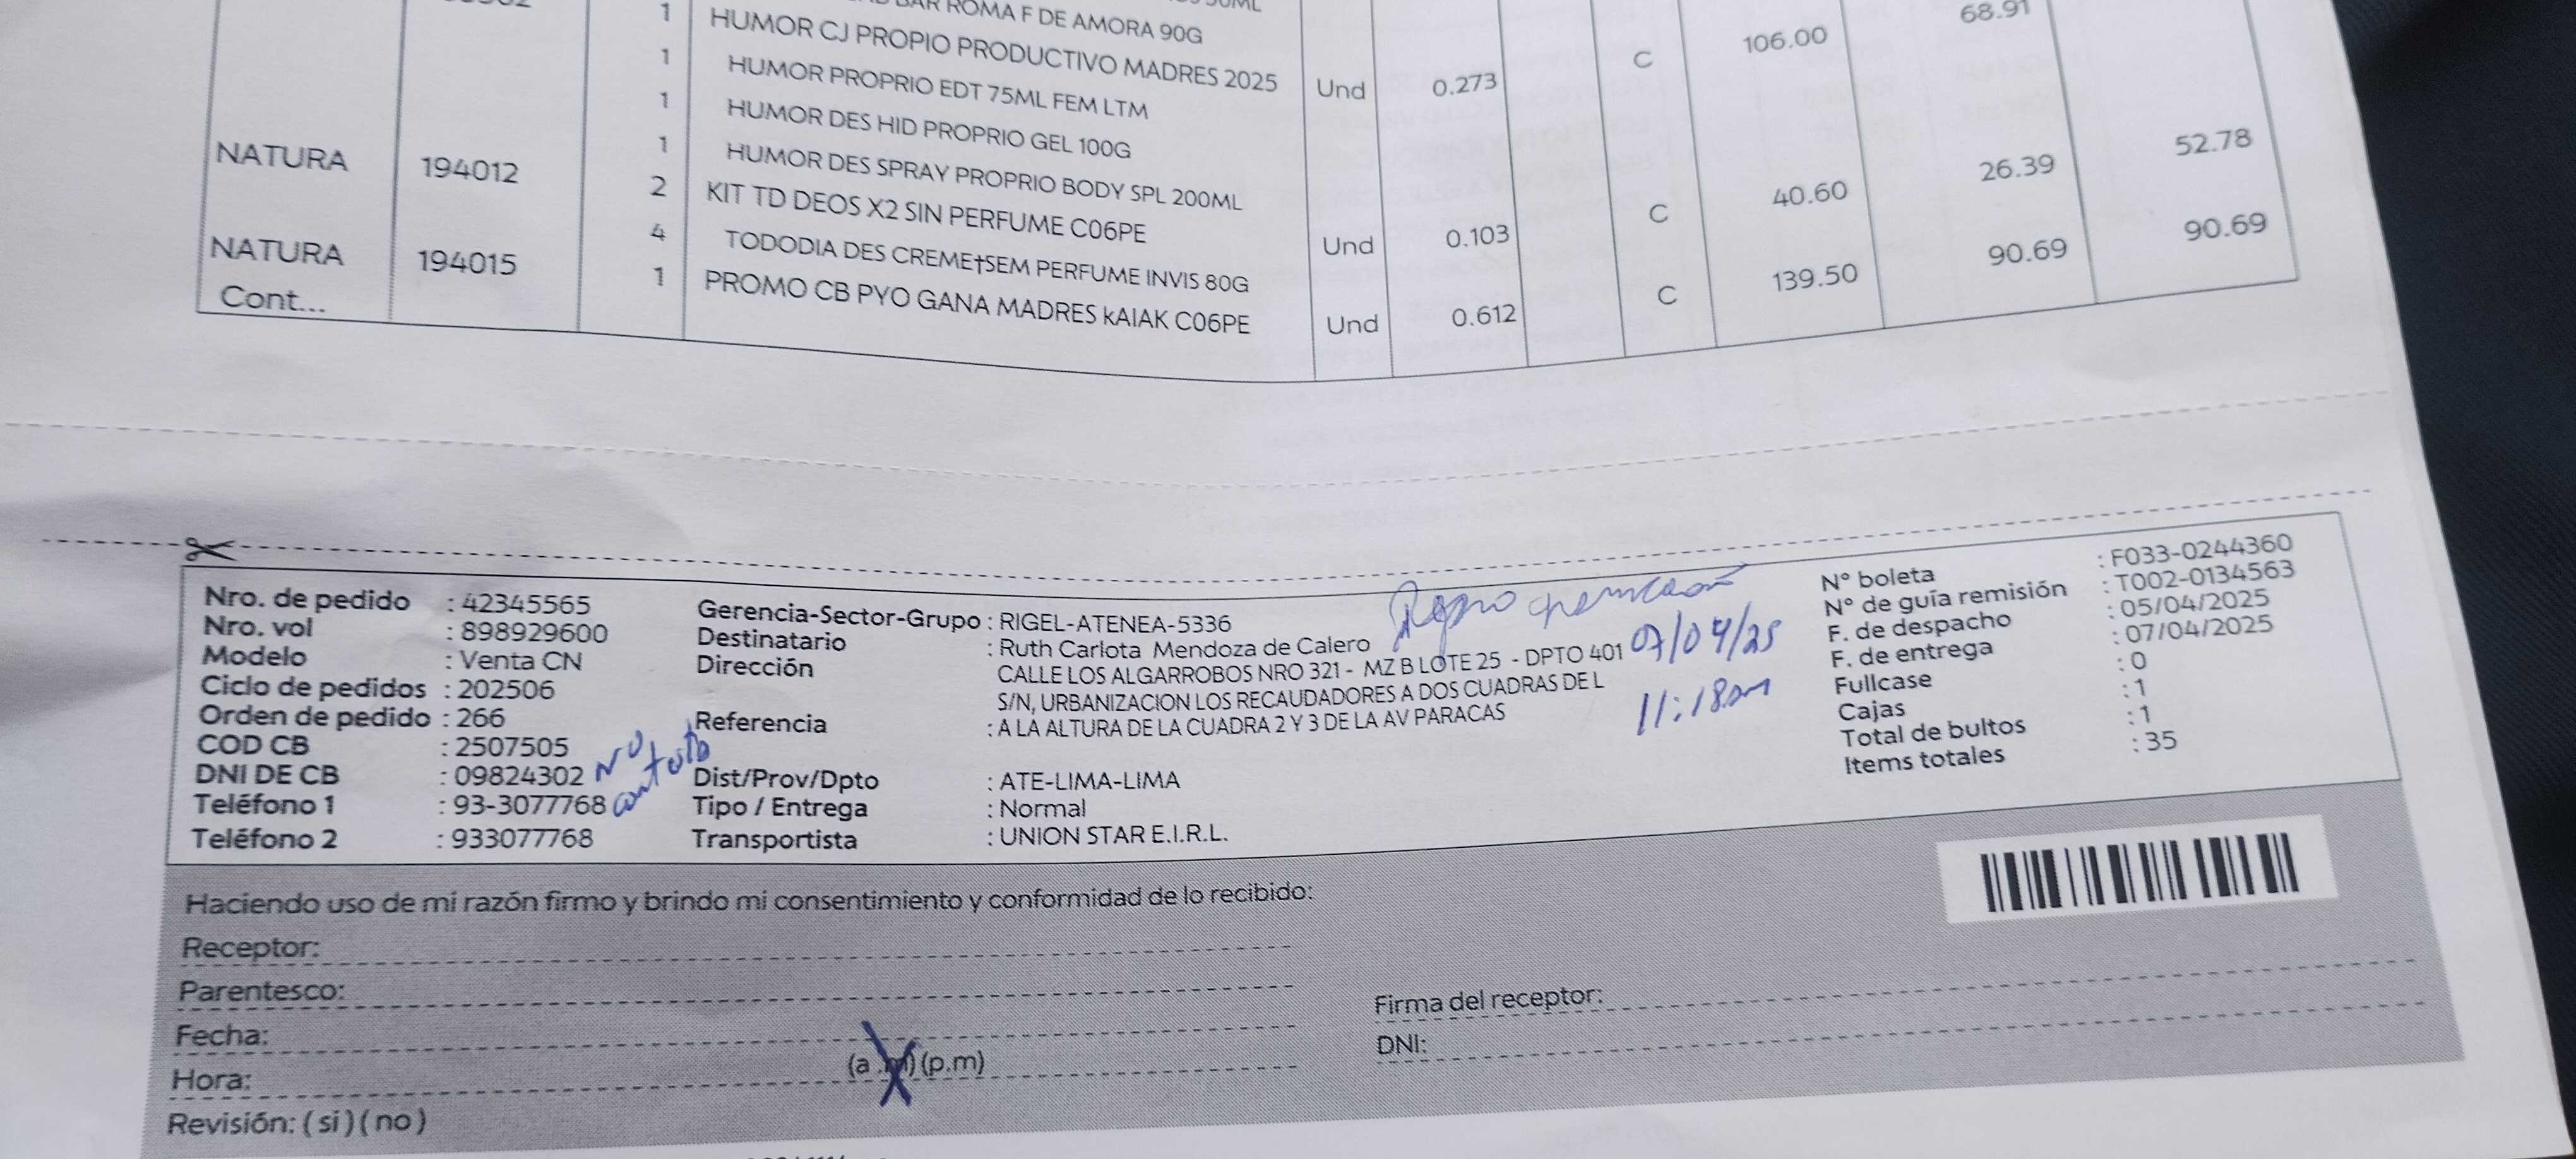 BAR ROMA F DE AMORA 90G
1 HUMOR CJ PROPIO PRODUCTIVO MADRES 2025 Und 0.273 C 106.00 68.91
1 HUMOR PROPRIO EDT 75ML FEM LTM
1 HUMOR DES HID PROPRIO GEL 100G
1 HUMOR DES SPRAY PROPRIO BODY SPL 200ML
NATURA 194012 2 KIT TD DEOS X2 SIN PERFUME C06PE Und 0.103 C 40.60 26.39 52.78
4 TODODIA DES CREME†SEM PERFUME INVIS 80G
NATURA 194015 1 PROMO CB PYO GANA MADRES kAIAK C06PE Und 0.612 C 139.50 90.69 90.69
Cont...
Nro. de pedido : 42345565
Nro. vol : 898929600
Modelo : Venta CN
Ciclo de pedidos : 202506
Orden de pedido : 266
COD CB : 2507505
DNI DE CB : 09824302
Teléfono 1 : 93-3077768
Teléfono 2 : 933077768
NO
Gerencia-Sector-Grupo : RIGEL-ATENEA-5336
Destinatario : Ruth Carlota Mendoza de Calero
Dirección CALLE LOS ALGARROBOS NRO 321 - MZ B LOTE 25 - DPTO 401
S/N, URBANIZACION LOS RECAUDADORES A DOS CUADRAS DE L
Referencia : A LA ALTURA DE LA CUADRA 2 Y 3 DE LA AV PARACAS
Dist/Prov/Dpto : ATE-LIMA-LIMA
Tipo / Entrega : Normal
Transportista : UNION STAR E.I.R.L.
07/04/25
11:18am
N° boleta : F033-0244360
N° de guía remisión : T002-0134563
F. de despacho : 05/04/2025
F. de entrega : 07/04/2025
Fullcase : 0
Cajas : 1
Total de bultos : 1
Items totales : 35
Haciendo uso de mi razón firmo y brindo mi consentimiento y conformidad de lo recibido:
Receptor:
Parentesco:
Fecha:
Hora: (a.m) (p.m)
Revisión: ( si ) ( no )
Firma del receptor:
DNI: